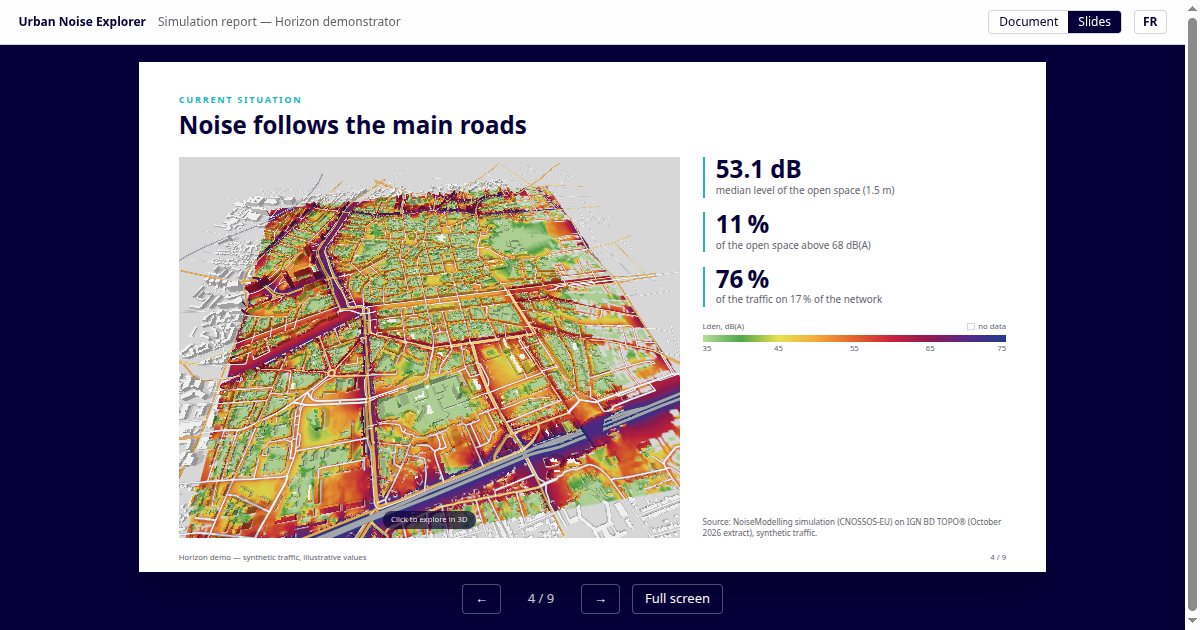 Urban Noise Explorer Simulation report — Horizon demonstrator Document Slides FR
CURRENT SITUATION
Noise follows the main roads
53.1 dB
median level of the open space (1.5 m)
11 %
of the open space above 68 dB(A)
76 %
of the traffic on 17 % of the network
Lden, dB(A) no data
35 45 55 65 75
Click to explore in 3D
Source: NoiseModelling simulation (CNOSSOS-EU) on IGN BD TOPO® (October
2026 extract), synthetic traffic.
Horizon demo — synthetic traffic, illustrative values 4 / 9
← 4 / 9 → Full screen